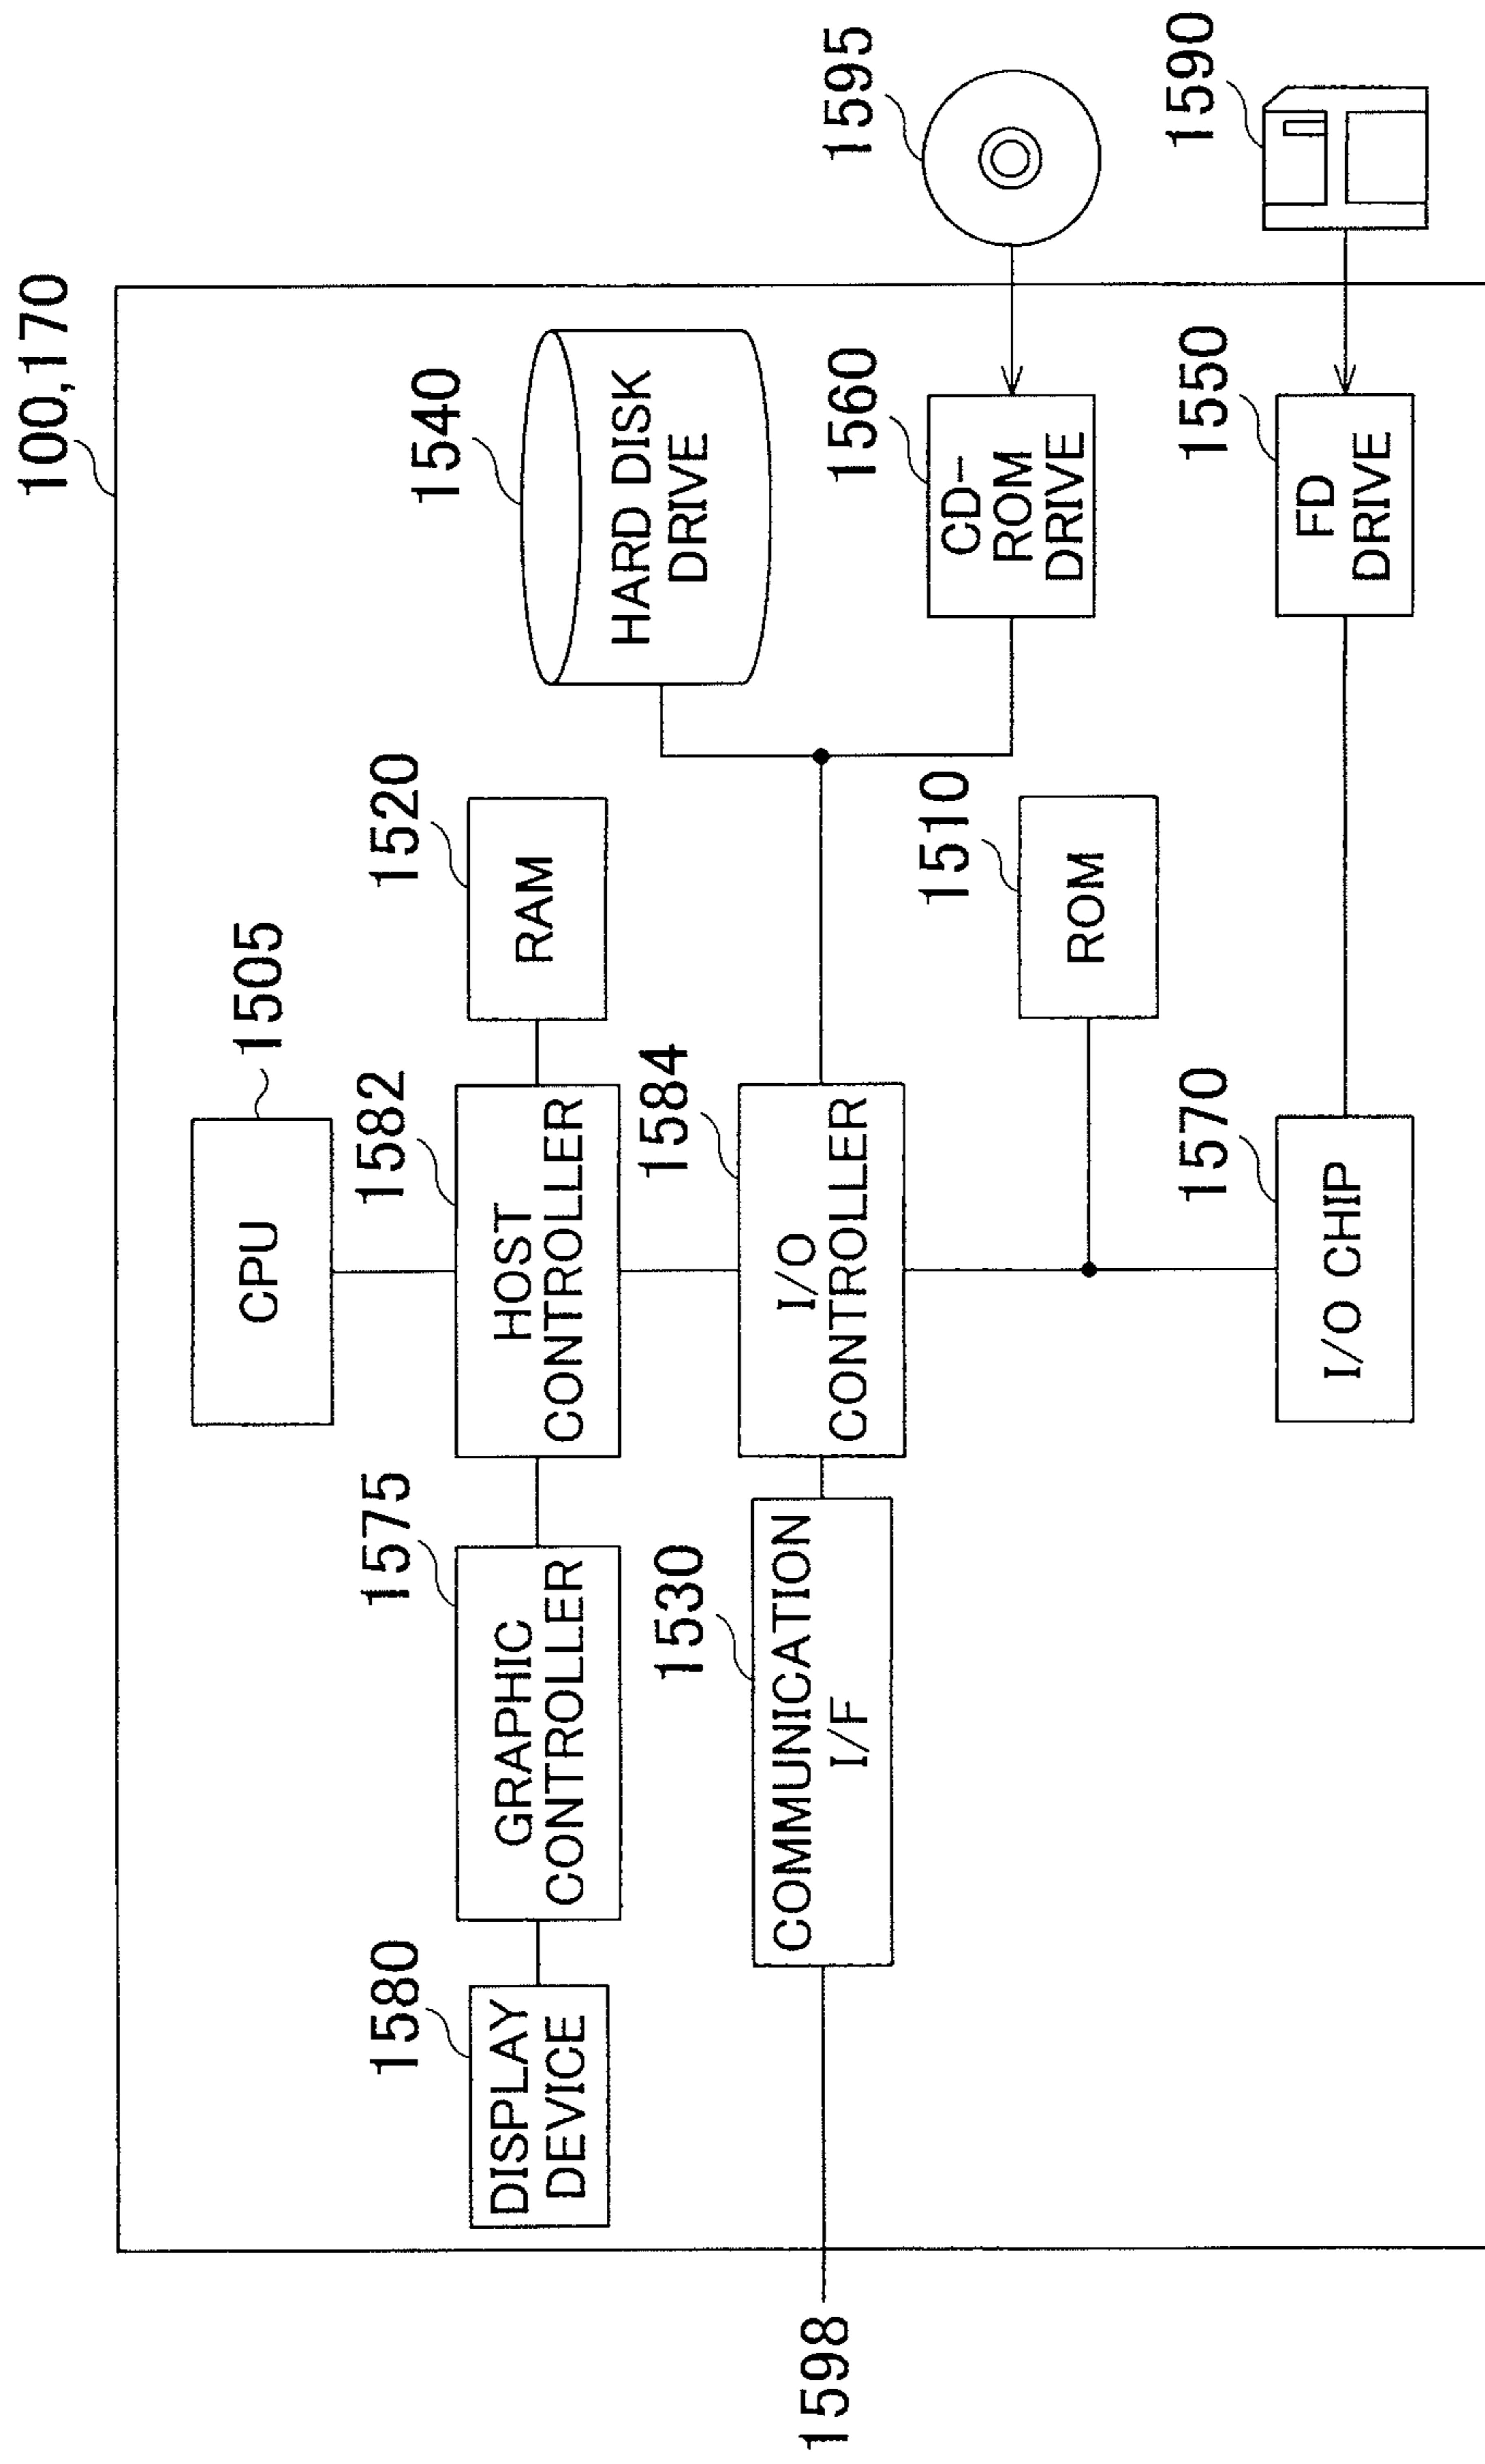 100,170
1505
CPU
1580
DISPLAY
DEVICE
1575
GRAPHIC
CONTROLLER
1582
HOST
CONTROLLER
1520
RAM
1540
HARD DISK
DRIVE
1598
1530
COMMUNICATION
I/F
1584
I/O
CONTROLLER
1560
CD-
ROM
DRIVE
1595
1510
ROM
1570
I/O CHIP
1550
FD
DRIVE
1590